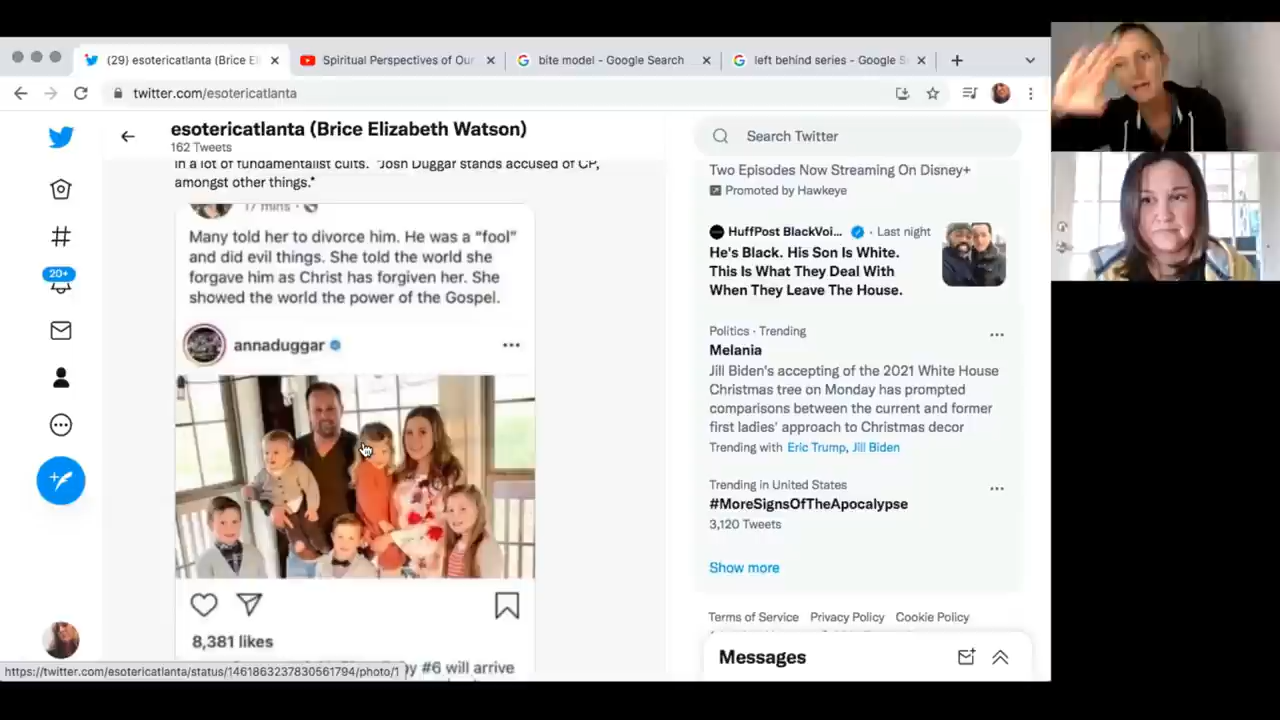 (29) esotericatlanta (Brice El
Spiritual Perspectives of Our
bite model - Google Search
left behind series - Google S
twitter.com/esotericatlanta
esotericatlanta (Brice Elizabeth Watson)
162 Tweets
in a lot of fundamentalist cults. *Josh Duggar stands accused of CP,
amongst other things.*
17 mins
Many told her to divorce him. He was a “fool”
and did evil things. She told the world she
forgave him as Christ has forgiven her. She
showed the world the power of the Gospel.
annaduggar
8,381 likes
#6 will arrive
20+
https://twitter.com/esotericatlanta/status/1461863237830561794/photo/1
Search Twitter
Two Episodes Now Streaming On Disney+
Promoted by Hawkeye
HuffPost BlackVoi... · Last night
He's Black. His Son Is White.
This Is What They Deal With
When They Leave The House.
Politics · Trending
Melania
Jill Biden's accepting of the 2021 White House
Christmas tree on Monday has prompted
comparisons between the current and former
first ladies' approach to Christmas decor
Trending with Eric Trump, Jill Biden
Trending in United States
#MoreSignsOfTheApocalypse
3,120 Tweets
Show more
Terms of Service Privacy Policy Cookie Policy
Messages